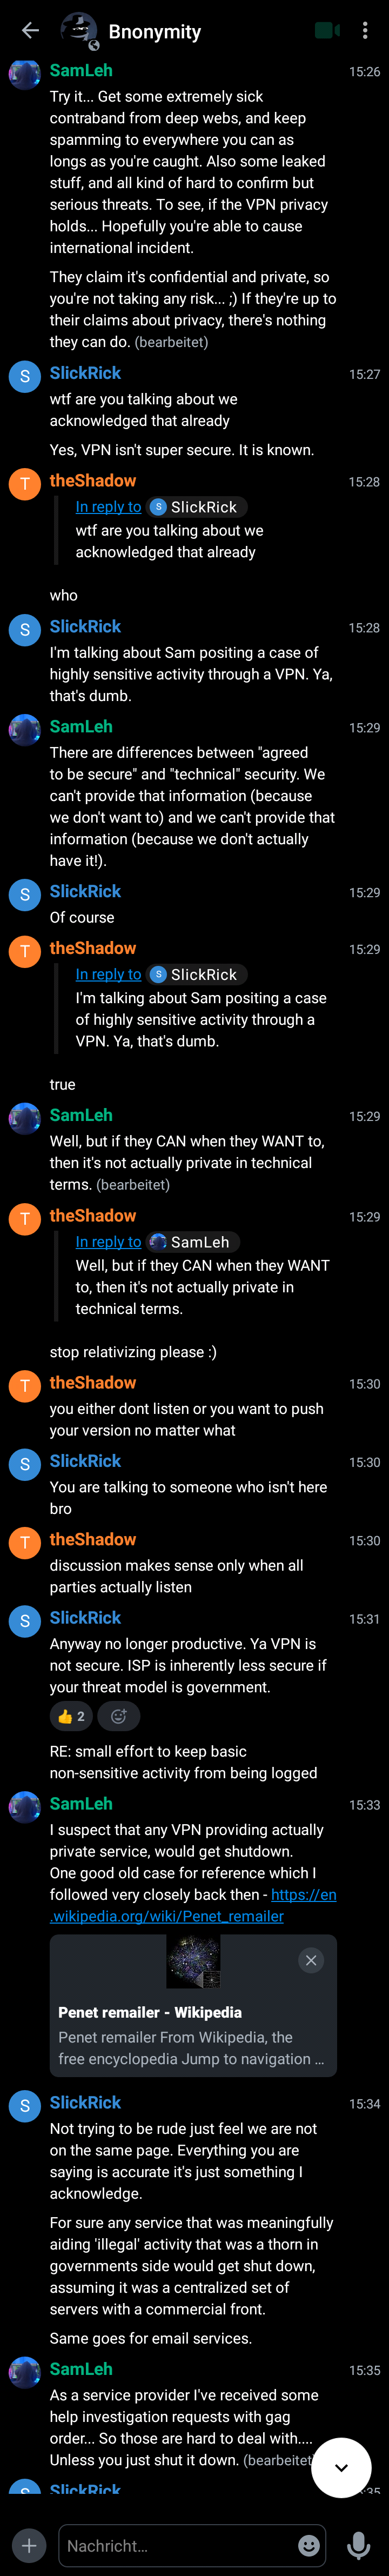 Bnonymity
SamLeh 15:26
Try it... Get some extremely sick
contraband from deep webs, and keep
spamming to everywhere you can as
longs as you're caught. Also some leaked
stuff, and all kind of hard to confirm but
serious threats. To see, if the VPN privacy
holds... Hopefully you're able to cause
international incident.
They claim it's confidential and private, so
you're not taking any risk... ;) If they're up to
their claims about privacy, there's nothing
they can do. (bearbeitet)
S SlickRick 15:27
wtf are you talking about we
acknowledged that already
Yes, VPN isn't super secure. It is known.
T theShadow 15:28
In reply to S SlickRick
wtf are you talking about we
acknowledged that already
who
S SlickRick 15:28
I'm talking about Sam positing a case of
highly sensitive activity through a VPN. Ya,
that's dumb.
SamLeh 15:29
There are differences between "agreed
to be secure" and "technical" security. We
can't provide that information (because
we don't want to) and we can't provide that
information (because we don't actually
have it!).
S SlickRick 15:29
Of course
T theShadow 15:29
In reply to S SlickRick
I'm talking about Sam positing a case
of highly sensitive activity through a
VPN. Ya, that's dumb.
true
SamLeh 15:29
Well, but if they CAN when they WANT to,
then it's not actually private in technical
terms. (bearbeitet)
T theShadow 15:29
In reply to SamLeh
Well, but if they CAN when they WANT
to, then it's not actually private in
technical terms.
stop relativizing please :)
T theShadow 15:30
you either dont listen or you want to push
your version no matter what
S SlickRick 15:30
You are talking to someone who isn't here
bro
T theShadow 15:30
discussion makes sense only when all
parties actually listen
S SlickRick 15:31
Anyway no longer productive. Ya VPN is
not secure. ISP is inherently less secure if
your threat model is government.
👍 2
RE: small effort to keep basic
non-sensitive activity from being logged
SamLeh 15:33
I suspect that any VPN providing actually
private service, would get shutdown.
One good old case for reference which I
followed very closely back then - https://en
.wikipedia.org/wiki/Penet_remailer
Penet remailer - Wikipedia
Penet remailer From Wikipedia, the
free encyclopedia Jump to navigation ...
S SlickRick 15:34
Not trying to be rude just feel we are not
on the same page. Everything you are
saying is accurate it's just something I
acknowledge.
For sure any service that was meaningfully
aiding 'illegal' activity that was a thorn in
governments side would get shut down,
assuming it was a centralized set of
servers with a commercial front.
Same goes for email services.
SamLeh 15:35
As a service provider I've received some
help investigation requests with gag
order... So those are hard to deal with....
Unless you just shut it down. (bearbeitet
S SlickRick :35
Nachricht...